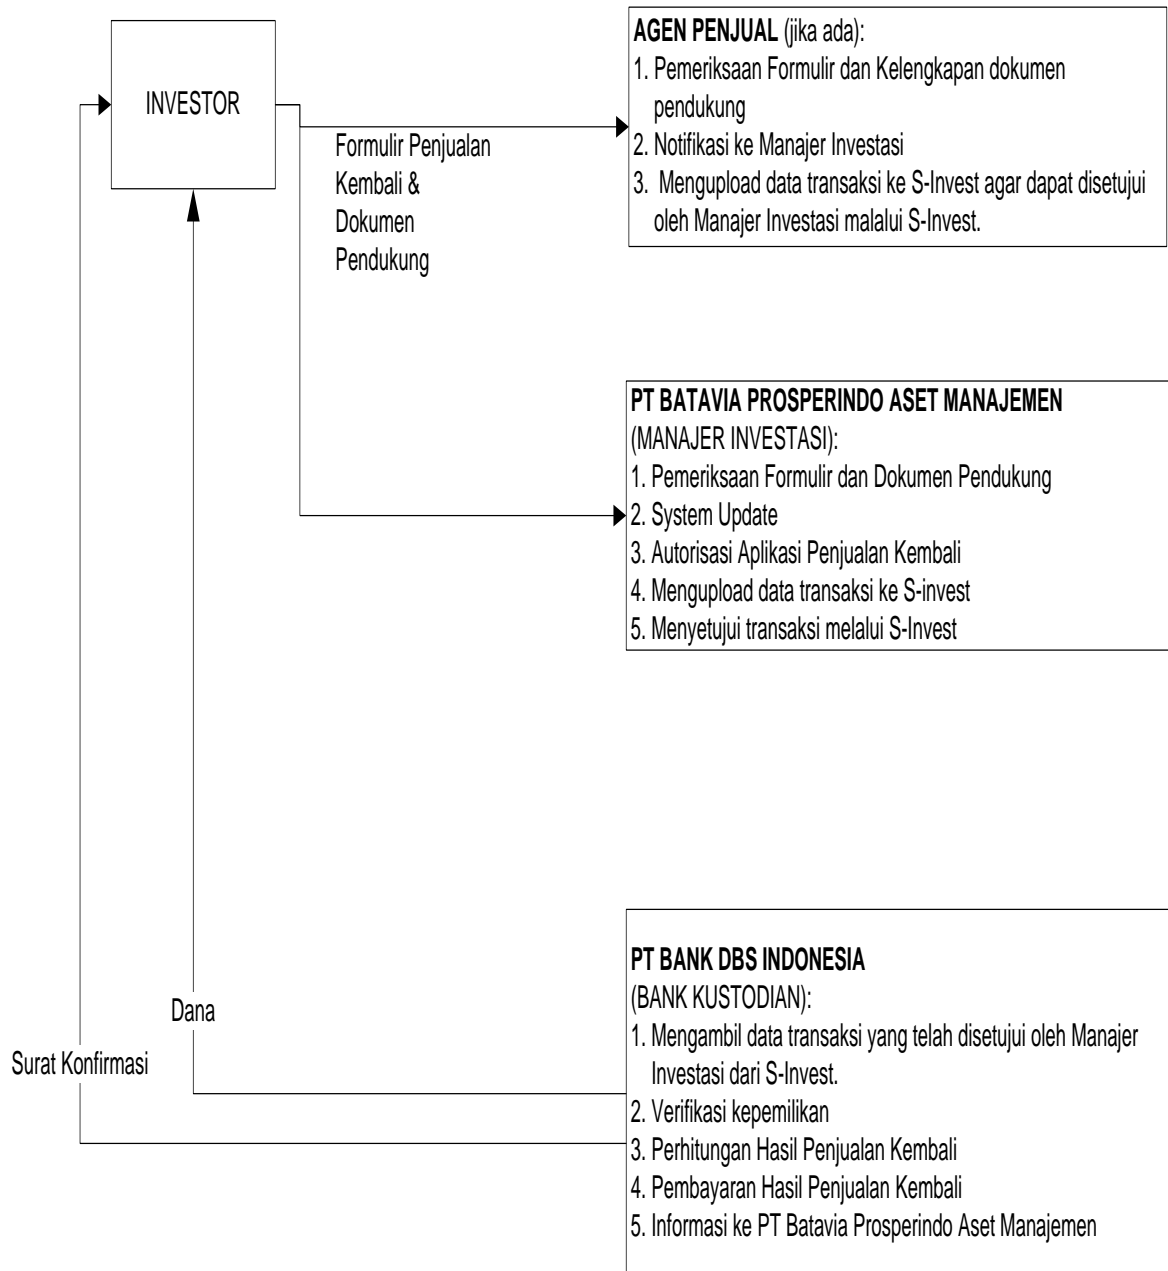 INVESTOR
Formulir Penjualan
Kembali &
Dokumen
Pendukung
AGEN PENJUAL (jika ada):
1. Pemeriksaan Formulir dan Kelengkapan dokumen
pendukung
2. Notifikasi ke Manajer Investasi
3. Mengupload data transaksi ke S-Invest agar dapat disetujui
oleh Manajer Investasi malalui S-Invest.
PT BATAVIA PROSPERINDO ASET MANAJEMEN
(MANAJER INVESTASI):
1. Pemeriksaan Formulir dan Dokumen Pendukung
2. System Update
3. Autorisasi Aplikasi Penjualan Kembali
4. Mengupload data transaksi ke S-invest
5. Menyetujui transaksi melalui S-Invest
PT BANK DBS INDONESIA
(BANK KUSTODIAN):
1. Mengambil data transaksi yang telah disetujui oleh Manajer
Investasi dari S-Invest.
2. Verifikasi kepemilikan
3. Perhitungan Hasil Penjualan Kembali
4. Pembayaran Hasil Penjualan Kembali
5. Informasi ke PT Batavia Prosperindo Aset Manajemen
Dana
Surat Konfirmasi